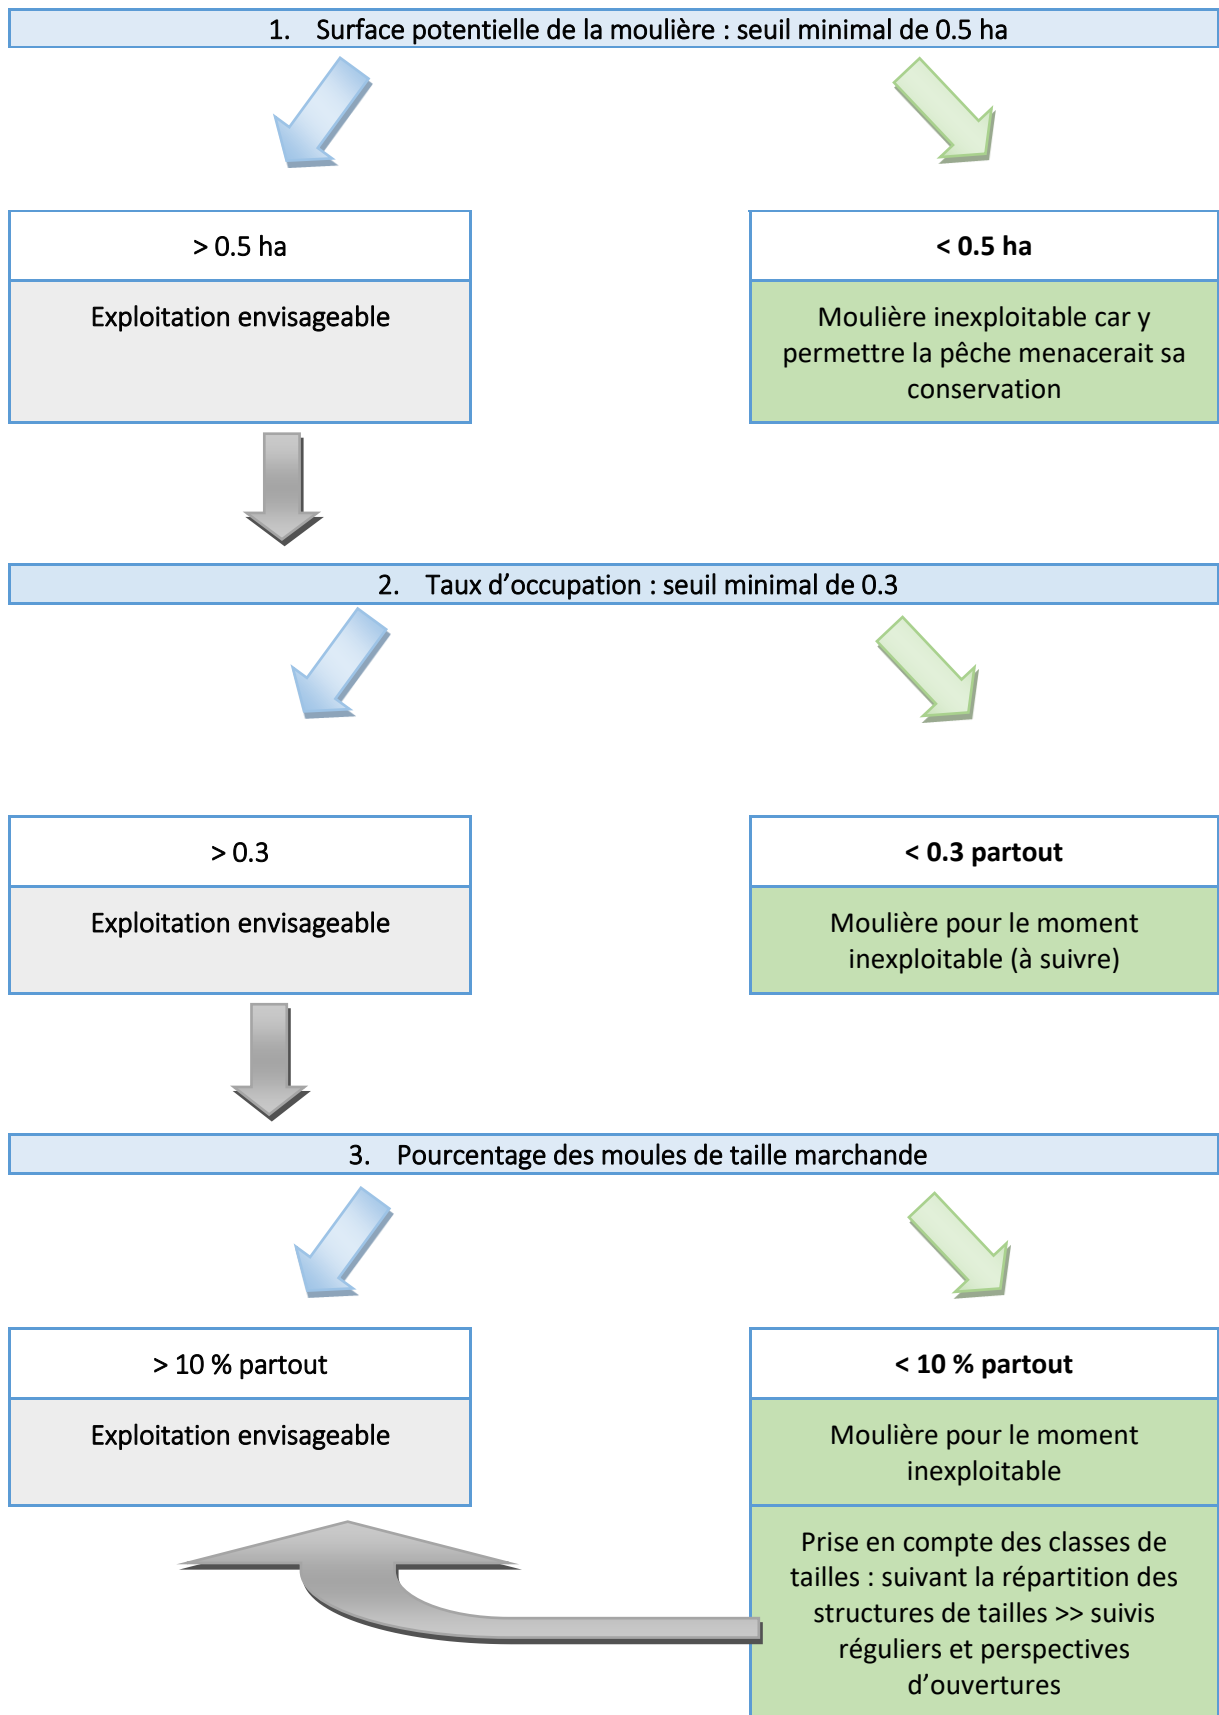 1. Surface potentielle de la moulière : seuil minimal de 0.5 ha
> 0.5 ha
Exploitation envisageable
< 0.5 ha
Moulière inexploitable car y
permettre la pêche menacerait sa
conservation
2. Taux d’occupation : seuil minimal de 0.3
> 0.3
Exploitation envisageable
< 0.3 partout
Moulière pour le moment
inexploitable (à suivre)
3. Pourcentage des moules de taille marchande
> 10 % partout
Exploitation envisageable
< 10 % partout
Moulière pour le moment
inexploitable
Prise en compte des classes de
tailles : suivant la répartition des
structures de tailles >> suivis
réguliers et perspectives
d’ouvertures